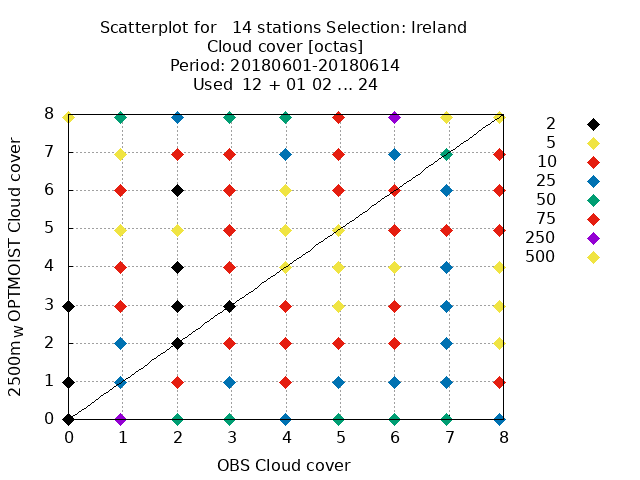 Scatterplot for 14 stations Selection: Ireland
Cloud cover [octas]
Period: 20180601-20180614
Used 12 + 01 02 ... 24
2500m_W OPTMOIST Cloud cover
8
7
6
5
4
3
2
1
0
0 1 2 3 4 5 6 7 8
OBS Cloud cover
2
5
10
25
50
75
250
500